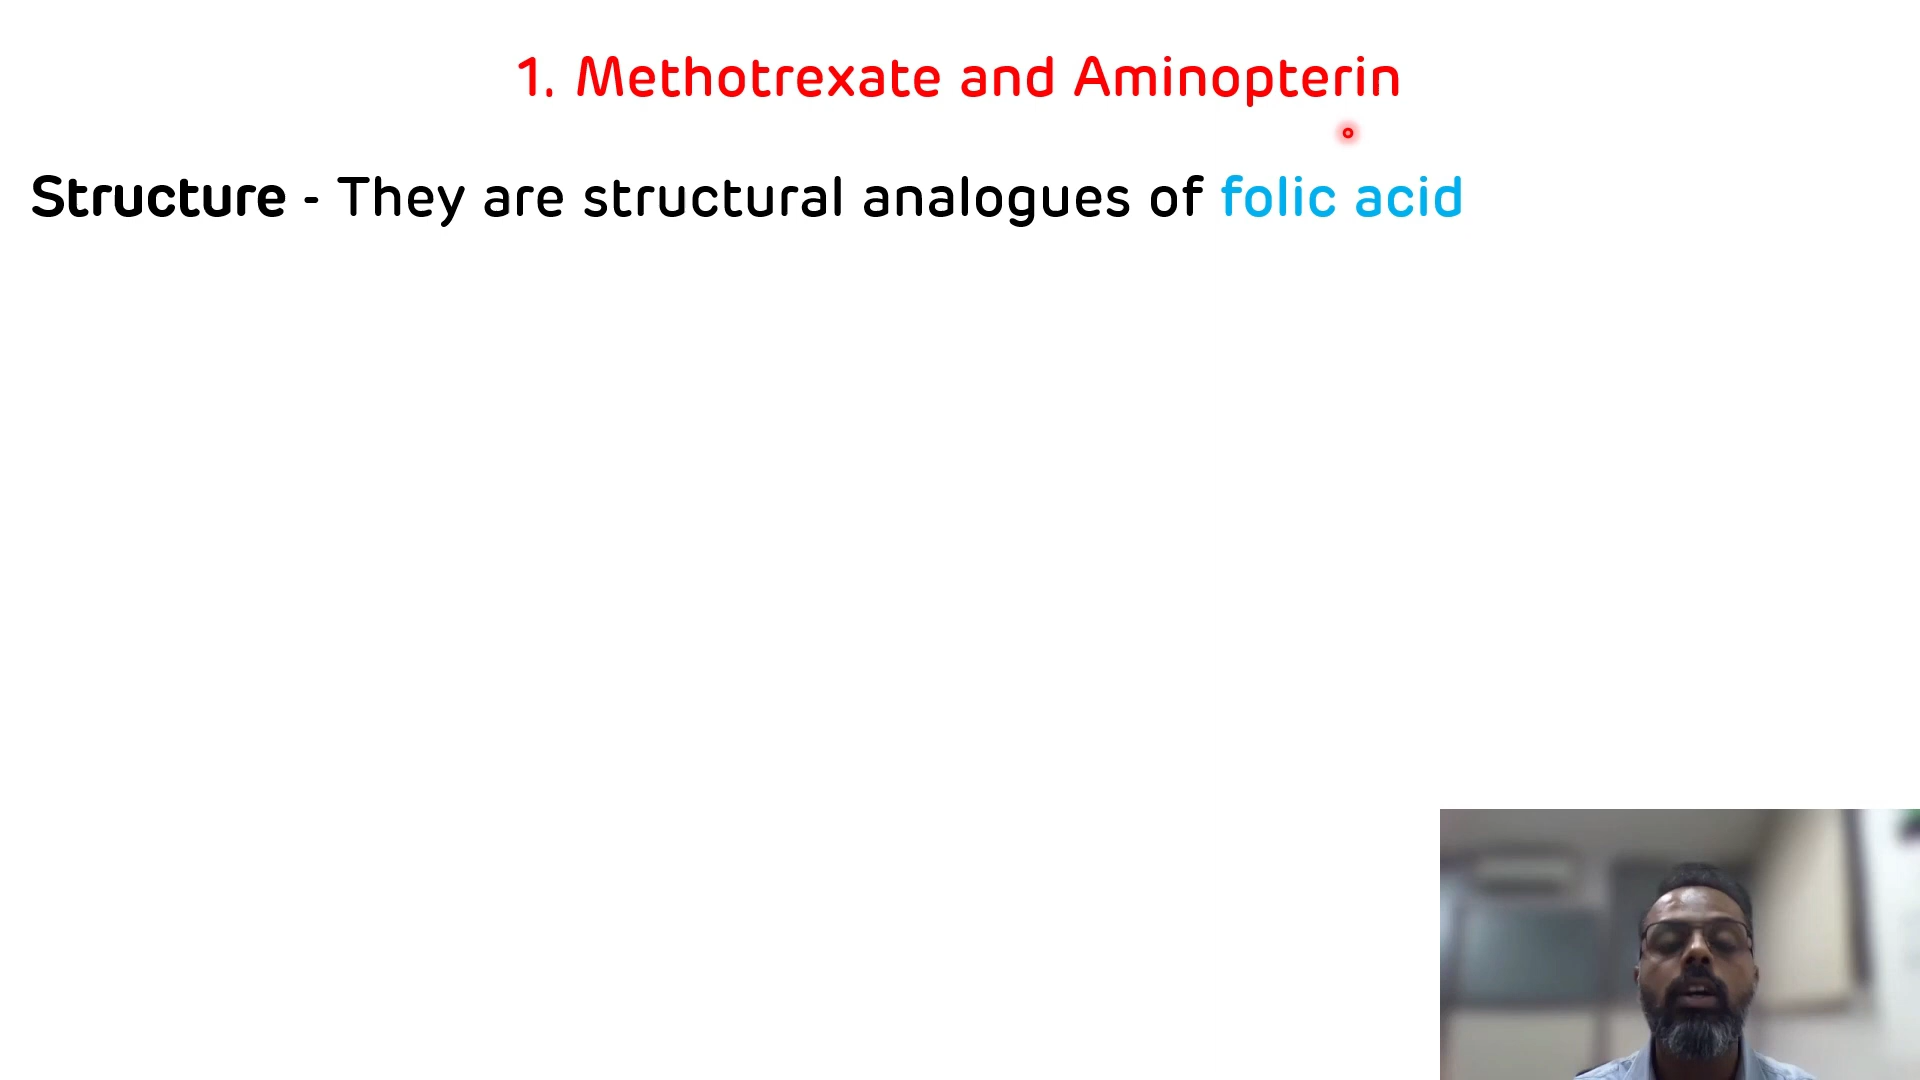 1. Methotrexate and Aminopterin
Structure - They are structural analogues of folic acid